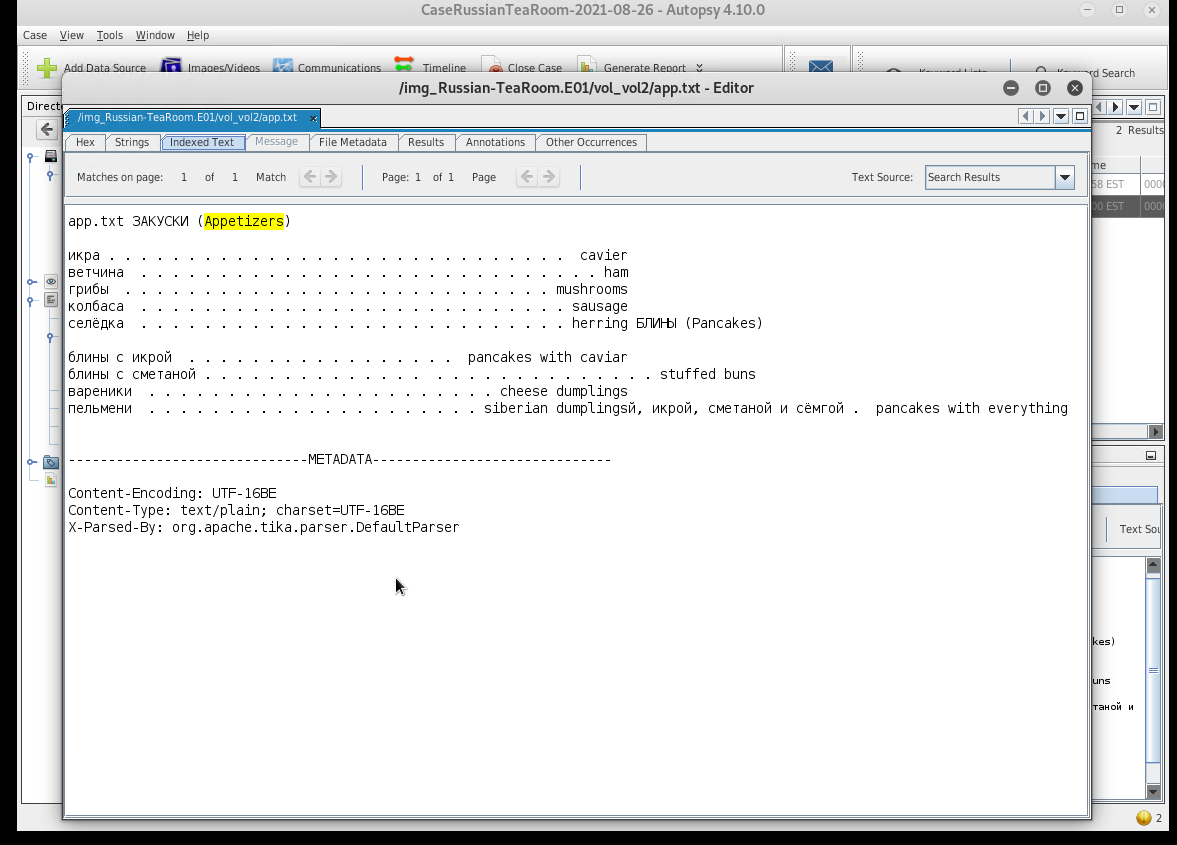 CaseRussianTeaRoom-2021-08-26 - Autopsy 4.10.0
Case View Tools Window Help
Add Data Source Images/Videos Communications Timeline Close Case Generate Report Keyword Lists Keyword Search
/img_Russian-TeaRoom.E01/vol_vol2/app.txt - Editor
Direct
/img_Russian-TeaRoom.E01/vol_vol2/app.txt
2 Results
Hex Strings Indexed Text Message File Metadata Results Annotations Other Occurrences
me
Matches on page: 1 of 1 Match Page: 1 of 1 Page Text Source: Search Results
58 EST 0000
00 EST 0000
app.txt ЗАКУСКИ (Appetizers)
икра . . . . . . . . . . . . . . . . . . . . . . . . . . . . . cavier
ветчина . . . . . . . . . . . . . . . . . . . . . . . . . . . . . ham
грибы . . . . . . . . . . . . . . . . . . . . . . . . . . . mushrooms
колбаса . . . . . . . . . . . . . . . . . . . . . . . . . . . sausage
селёдка . . . . . . . . . . . . . . . . . . . . . . . . . . . herring БЛИНЫ (Pancakes)
блины с икрой . . . . . . . . . . . . . . . . . pancakes with caviar
блины с сметаной . . . . . . . . . . . . . . . . . . . . . . . . . . . . stuffed buns
вареники . . . . . . . . . . . . . . . . . . . . . . cheese dumplings
пельмени . . . . . . . . . . . . . . . . . . . . . siberian dumplingsй, икрой, сметаной и сёмгой . pancakes with everything
------------------------------METADATA------------------------------
Content-Encoding: UTF-16BE
Content-Type: text/plain; charset=UTF-16BE
X-Parsed-By: org.apache.tika.parser.DefaultParser
Text Sou
kes)
uns
таной и
2